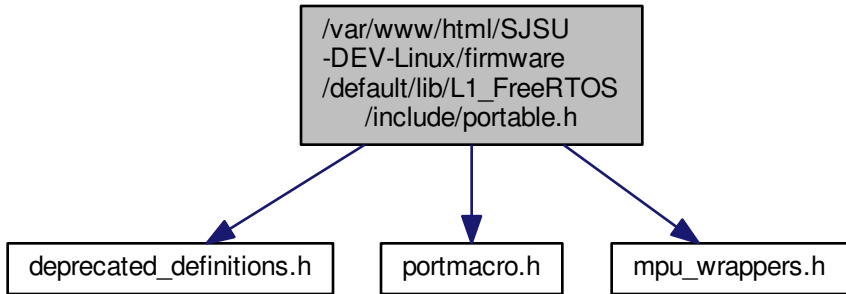 /var/www/html/SJSU
-DEV-Linux/firmware
/default/lib/L1_FreeRTOS
/include/portable.h
deprecated_definitions.h
portmacro.h
mpu_wrappers.h